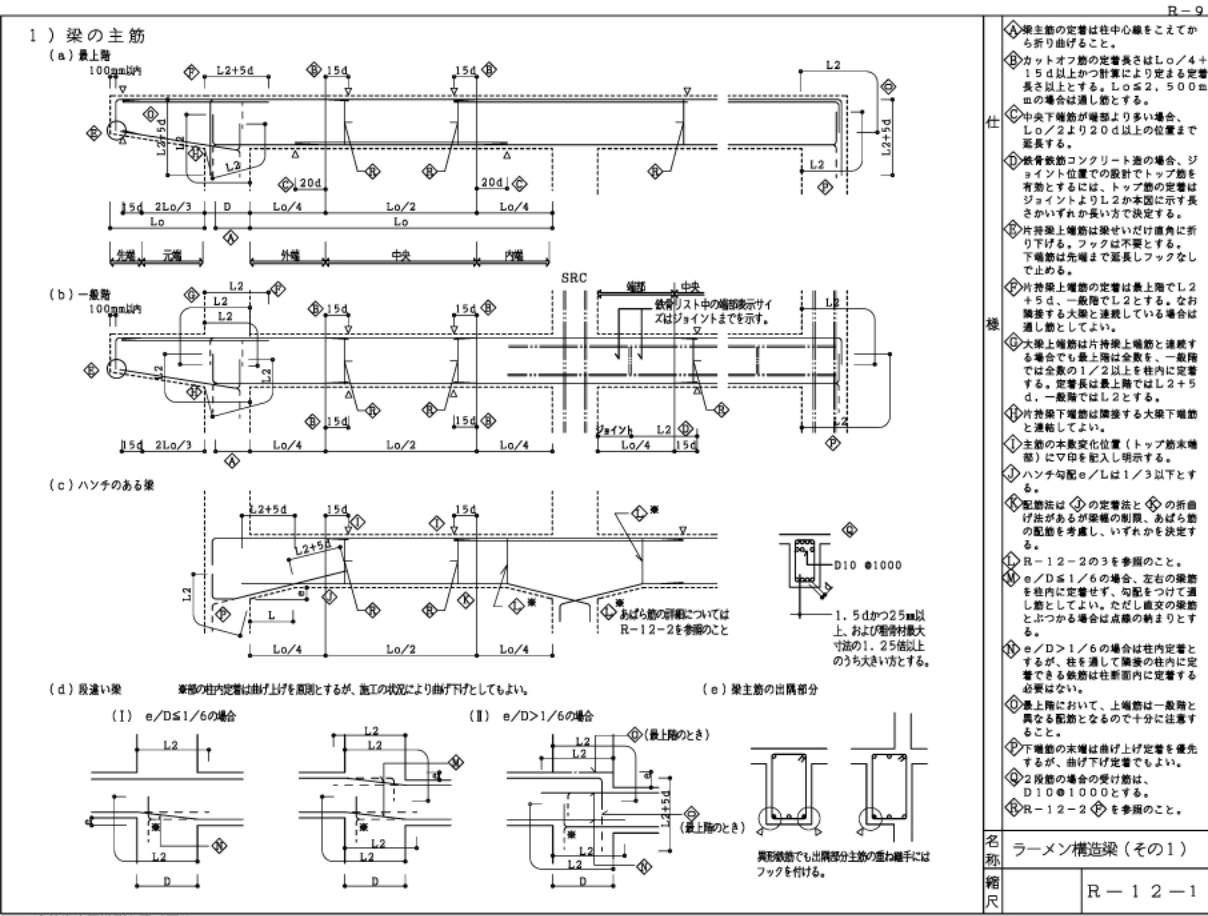 R－9
1）梁の主筋
(a)最上階
100mm以内
Ⓕ
L2+5d
Ⓑ
15d
15d
Ⓑ
L2
Ⓞ
Ⓞ
L2+5d
L2
Ⓔ
Ⓗ
L2
L2
L2+5d
Ⓒ
20d
Ⓡ
Ⓡ
20d
Ⓒ
Ⓡ
Ⓟ
15d
2Lo/3
D
Lo/4
Lo/2
Lo/4
Lo
Ⓐ
Lo
先端
元端
外端
中央
内端
SRC
端部
中央
(b)一般階
100mm以内
Ⓖ
L2
Ⓕ
L2
L2
Ⓑ
15d
15d
Ⓑ
鉄骨リスト中の端部表示サイ
ズはジョイントまでを示す。
L2
Ⓔ
L2
L2
Ⓗ
Ⓡ
Ⓡ
Ⓡ
Ⓑ
15d
15d
Ⓑ
ジョイント
L2
Ⓓ
L2
Ⓟ
15d
2Lo/3
Ⓐ
Lo/4
Lo/2
Lo/4
Lo/4
15d
(c)ハンチのある梁
L2+5d
15d
Ⓘ
Ⓘ
15d
Ⓛ※
Ⓠ
L2+5d
D10 @1000
L2
Ⓟ
e
L
Ⓙ
Ⓡ
Ⓡ
Ⓚ
Ⓛ※
Ⓛ
※
あばら筋の詳細については
R－12－2を参照のこと
d
1．5dかつ25mm以
上、および粗骨材最大
寸法の1．25倍以上
のうち大きい方とする。
Lo/4
Lo/2
Lo/4
(d)段違い梁
※部の柱内定着は曲げ上げを原則とするが、施工の状況により曲げ下げとしてもよい。
(e)梁主筋の出隅部分
(Ⅰ) e/D≦1/6の場合
(Ⅱ) e/D>1/6の場合
L2
e
※
L2
D
Ⓝ
L2
L2
e
Ⓜ
※
L2
L2
D
L2
L2
Ⓞ(最上階のとき)
e
L2+5d
Ⓞ
(最上階のとき)
※
L2
D
Ⓝ
異形鉄筋でも出隅部分主筋の重ね継手には
フックを付ける。
仕
様
Ⓐ梁主筋の定着は柱中心線をこえてか
ら折り曲げること。
Ⓑカットオフ筋の定着長さはLo／4＋
15d以上かつ計算により定まる定着
長さ以上とする。Lo≦2，500m
mの場合は通し筋とする。
Ⓒ中央下端筋が端部より多い場合、
Lo／2より20d以上の位置まで
延長する。
Ⓓ鉄骨鉄筋コンクリート造の場合、ジ
ョイント位置での設計でトップ筋を
有効とするには、トップ筋の定着は
ジョイントよりL2か本図に示す長
さかいずれか長い方で決定する。
Ⓔ片持梁上端筋は梁せいだけ直角に折
り下げる。フックは不要とする。
下端筋は先端まで延長しフックなし
で止める。
Ⓕ片持梁上端筋の定着は最上階でL2
＋5d、一般階でL2とする。なお
隣接する大梁と連続している場合は
通し筋としてよい。
Ⓖ大梁上端筋は片持梁上端筋と連続す
る場合でも最上階は全数を、一般階
では全数の1／2以上を柱内に定着
する。定着長は最上階ではL2＋5
d，一般階ではL2とする。
Ⓗ片持梁下端筋は隣接する大梁下端筋
と連続してよい。
Ⓘ主筋の本数変化位置（トップ筋末端
部）に▽印を記入し明示する。
Ⓙハンチ勾配e／Lは1／3以下とす
る。
Ⓚ配筋法はⒿの定着法とⓀの折曲
げ法があるが梁幅の制限、あばら筋
の配筋を考慮し、いずれかを決定す
る。
ⓁR－12－2の3を参照のこと。
Ⓜe／D≦1／6の場合、左右の梁筋
を柱内に定着せず、勾配をつけて通
し筋としてよい。ただし直交の梁筋
とぶつかる場合は点線の納まりとす
る。
Ⓝe／D>1／6の場合は柱内定着と
するが、柱を通して隣接の柱内に定
着できる鉄筋は柱断面内に定着する
必要はない。
Ⓞ最上階において、上端筋は一般階と
異なる配筋となるので十分に注意す
ること。
Ⓟ下端筋の末端は曲げ上げ定着を優先
するが、曲げ下げ定着でもよい。
Ⓠ2段筋の場合の受け筋は、
D10@1000とする。
ⓇR－12－2Ⓟを参照のこと。
名称
ラーメン構造梁(その1)
縮尺
R－12－1